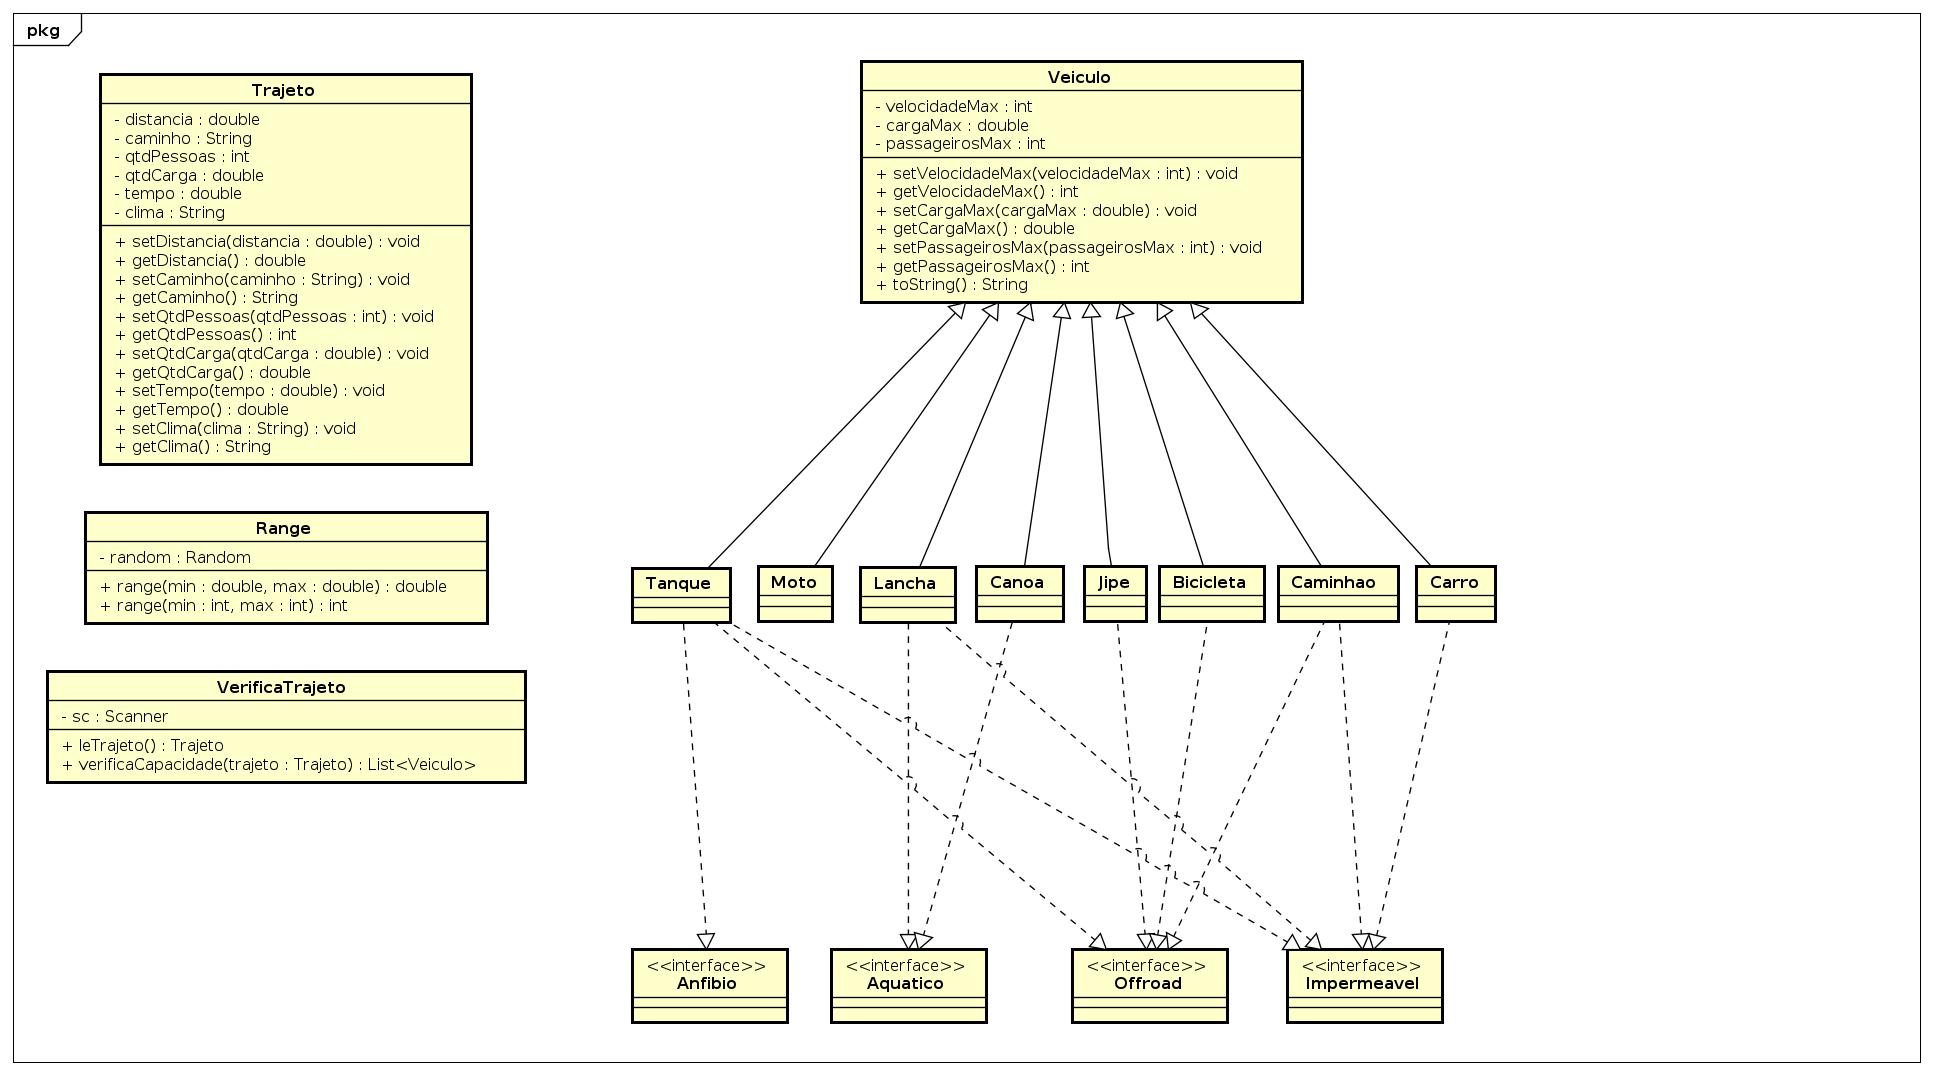 pkg
Trajeto
- distancia : double
- caminho : String
- qtdPessoas : int
- qtdCarga : double
- tempo : double
- clima : String
+ setDistancia(distancia : double) : void
+ getDistancia() : double
+ setCaminho(caminho : String) : void
+ getCaminho() : String
+ setQtdPessoas(qtdPessoas : int) : void
+ getQtdPessoas() : int
+ setQtdCarga(qtdCarga : double) : void
+ getQtdCarga() : double
+ setTempo(tempo : double) : void
+ getTempo() : double
+ setClima(clima : String) : void
+ getClima() : String
Range
- random : Random
+ range(min : double, max : double) : double
+ range(min : int, max : int) : int
VerificaTrajeto
- sc : Scanner
+ leTrajeto() : Trajeto
+ verificaCapacidade(trajeto : Trajeto) : List<Veiculo>
Veiculo
- velocidadeMax : int
- cargaMax : double
- passageirosMax : int
+ setVelocidadeMax(velocidadeMax : int) : void
+ getVelocidadeMax() : int
+ setCargaMax(cargaMax : double) : void
+ getCargaMax() : double
+ setPassageirosMax(passageirosMax : int) : void
+ getPassageirosMax() : int
+ toString() : String
Tanque
Moto
Lancha
Canoa
Jipe
Bicicleta
Caminhao
Carro
<<interface>>
Anfibio
<<interface>>
Aquatico
<<interface>>
Offroad
<<interface>>
Impermeavel